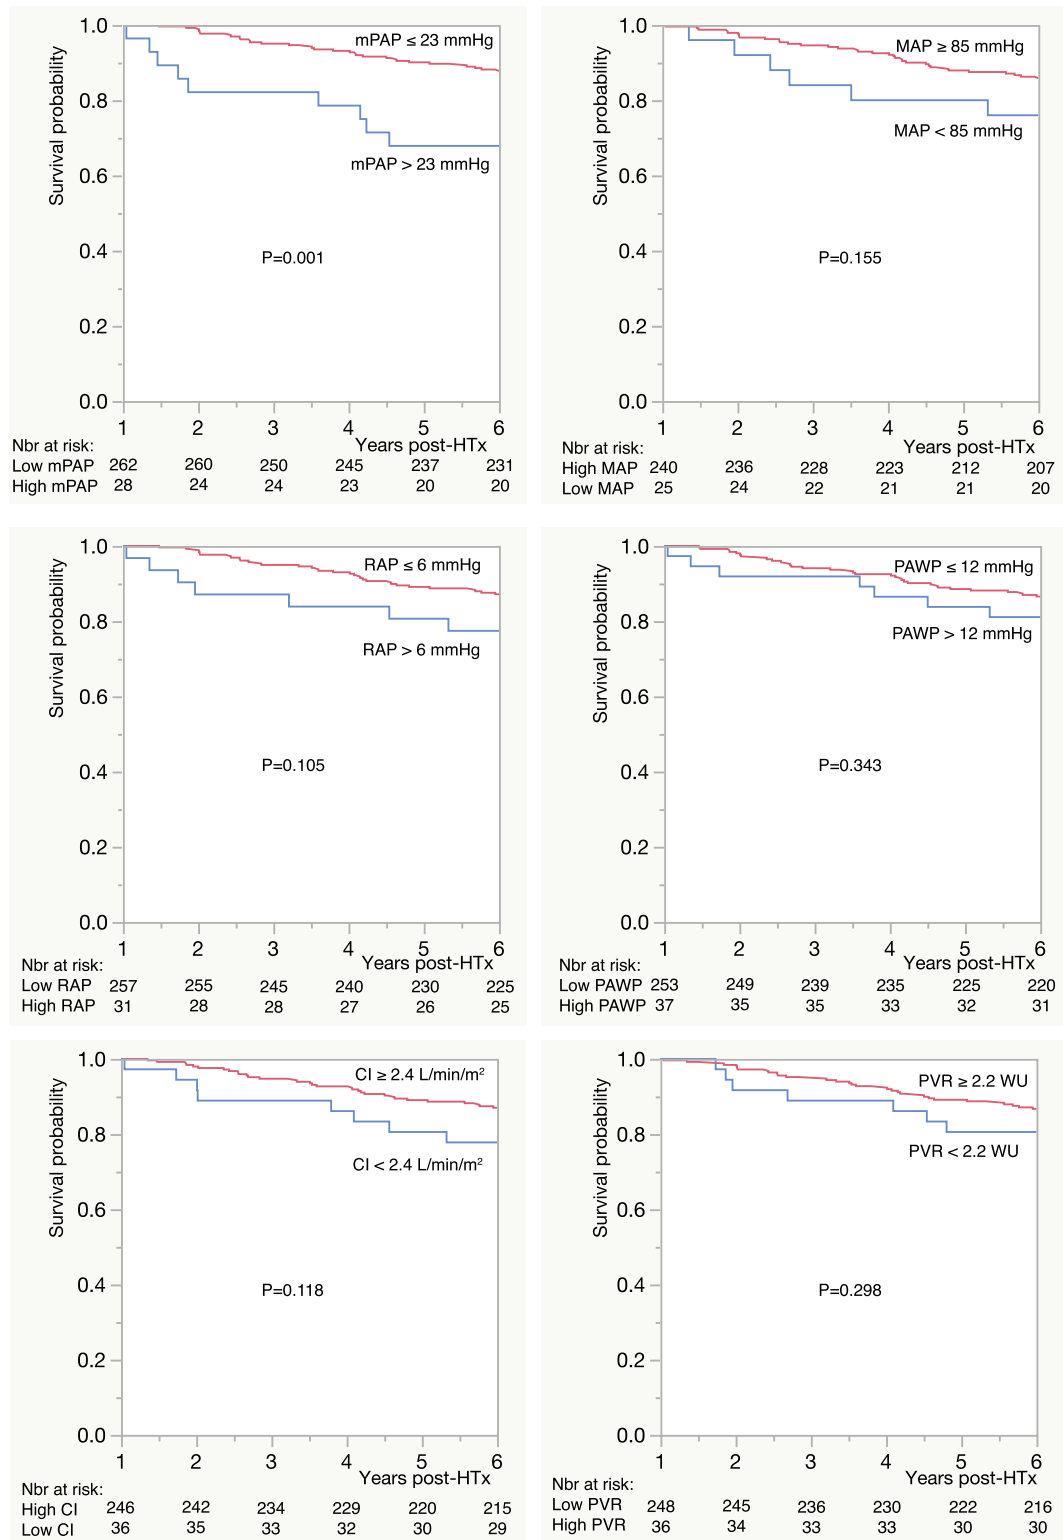 1.0
mPAP ≤ 23 mmHg
0.8
mPAP > 23 mmHg
0.6
Survival probability
0.4
P=0.001
0.2
0.0
1 2 3 4 5 6
Years post-HTx
Nbr at risk:
Low mPAP 262 260 250 245 237 231
High mPAP 28 24 24 23 20 20
1.0
MAP ≥ 85 mmHg
0.8
MAP < 85 mmHg
0.6
Survival probability
0.4
P=0.155
0.2
0.0
1 2 3 4 5 6
Years post-HTx
Nbr at risk:
High MAP 240 236 228 223 212 207
Low MAP 25 24 22 21 21 20
1.0
RAP ≤ 6 mmHg
0.8
RAP > 6 mmHg
0.6
Survival probability
0.4
P=0.105
0.2
0.0
1 2 3 4 5 6
Years post-HTx
Nbr at risk:
Low RAP 257 255 245 240 230 225
High RAP 31 28 28 27 26 25
1.0
PAWP ≤ 12 mmHg
0.8
PAWP > 12 mmHg
0.6
Survival probability
0.4
P=0.343
0.2
0.0
1 2 3 4 5 6
Years post-HTx
Nbr at risk:
Low PAWP 253 249 239 235 225 220
High PAWP 37 35 35 33 32 31
1.0
CI ≥ 2.4 L/min/m²
0.8
CI < 2.4 L/min/m²
0.6
Survival probability
0.4
P=0.118
0.2
0.0
1 2 3 4 5 6
Years post-HTx
Nbr at risk:
High CI 246 242 234 229 220 215
Low CI 36 35 33 32 30 29
1.0
PVR ≥ 2.2 WU
0.8
PVR < 2.2 WU
0.6
Survival probability
0.4
P=0.298
0.2
0.0
1 2 3 4 5 6
Years post-HTx
Nbr at risk:
Low PVR 248 245 236 230 222 216
High PVR 36 34 33 33 30 30